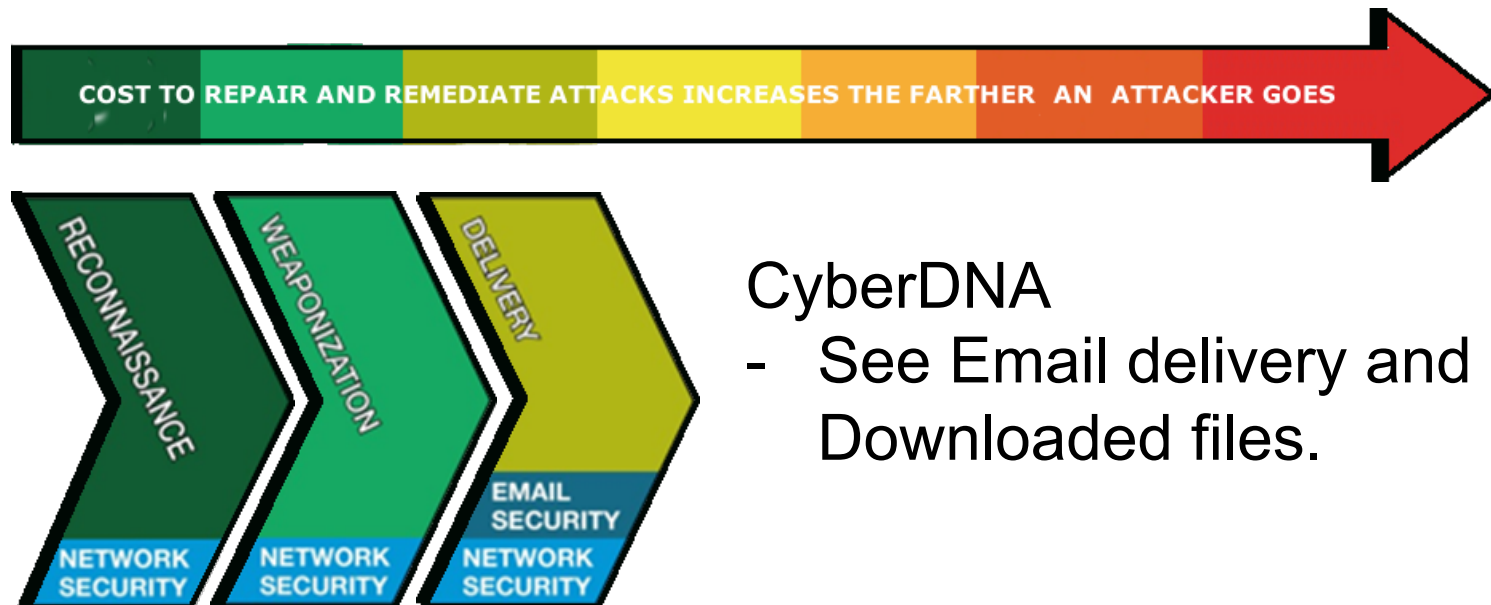 COST TO REPAIR AND REMEDIATE ATTACKS INCREASES THE FARTHER AN ATTACKER GOES
RECONNAISSANCE
NETWORK
SECURITY
WEAPONIZATION
NETWORK
SECURITY
DELIVERY
EMAIL
SECURITY
NETWORK
SECURITY
CyberDNA
- See Email delivery and
Downloaded files.